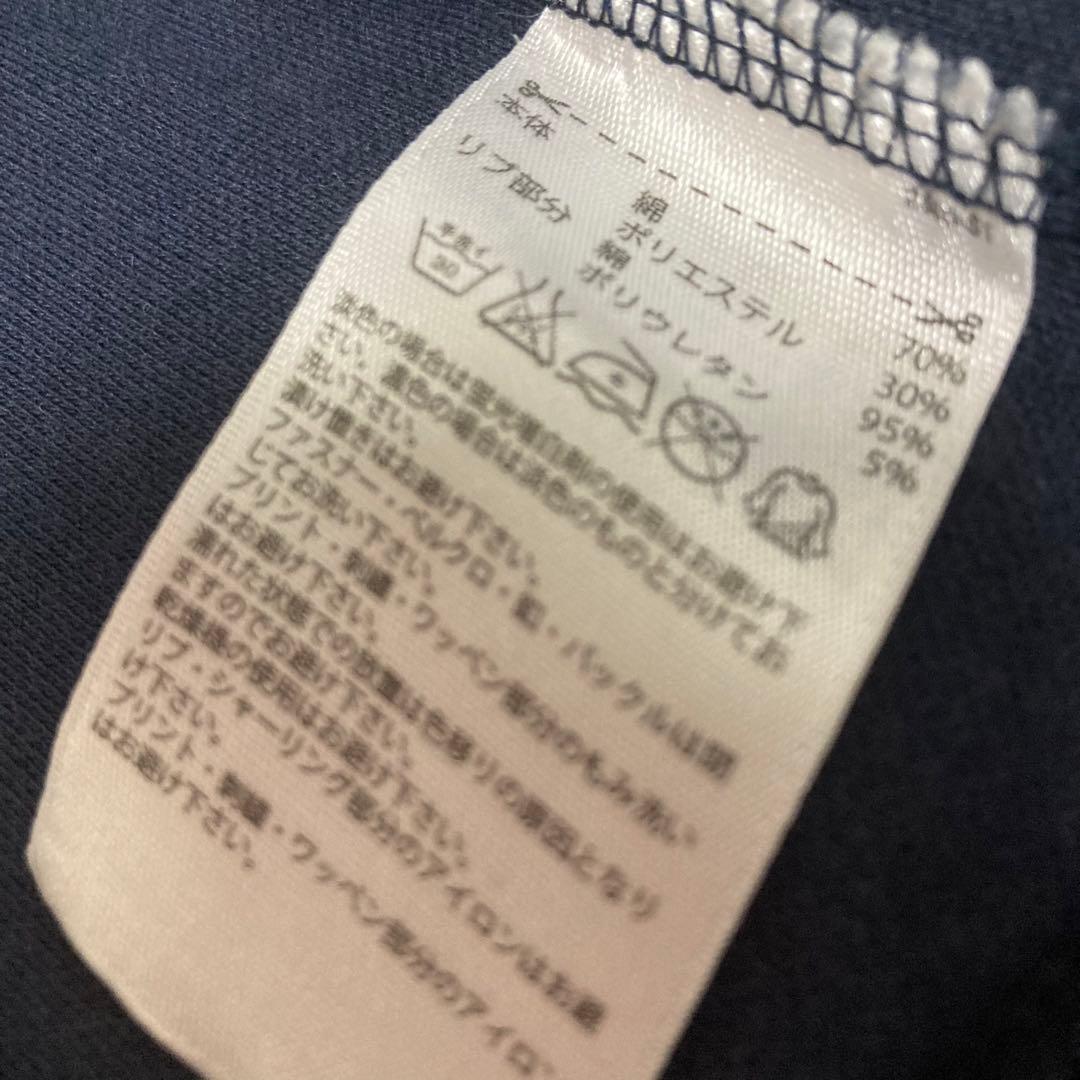 本体 綿 70%
ポリエステル 30%
リブ部分 綿 95%
ポリウレタン 5%
手洗イ
30
淡色の場合は蛍光増白剤の使用はお避け下
さい。濃色の場合は淡色のものと分けてお
洗い下さい。
漬け置きはお避け下さい。
ファスナー・ベルクロ・釦・バックルは閉
じてお洗い下さい。
プリント・刺繍・ワッペン部分のもみ洗い
はお避け下さい。
濡れた状態での放置は色移りの原因となり
ますのでお避け下さい。
乾燥機の使用はお避け下さい。
リブ・シャーリング部分のアイロンはお避
け下さい。
プリント・刺繍・ワッペン部分のアイロン
はお避け下さい。